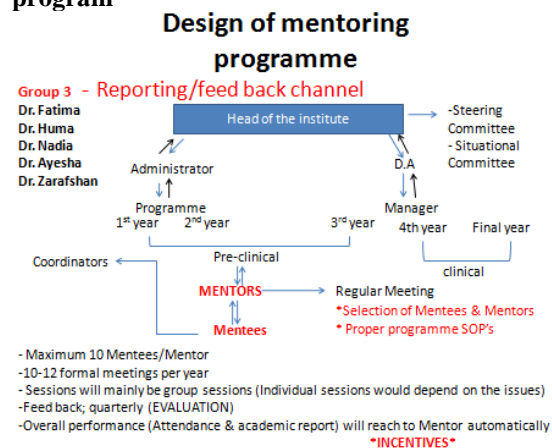 program
Design of mentoring
programme
Group 3 - Reporting/feed back channel
Dr. Fatima
Dr. Huma
Dr. Nadia
Dr. Ayesha
Dr. Zarafshan
Head of the institute
-Steering
Committee
- Situational
Committee
Administrator
D.A
Programme
Manager
1st year
2nd year
3rd year
4th year
Final year
Pre-clinical
clinical
Coordinators
MENTORS
Regular Meeting
*Selection of Mentees & Mentors
* Proper programme SOP's
Mentees
- Maximum 10 Mentees/Mentor
-10-12 formal meetings per year
- Sessions will mainly be group sessions (Individual sessions would depend on the issues)
-Feed back; quarterly (EVALUATION)
-Overall performance (Attendance & academic report) will reach to Mentor automatically
*INCENTIVES*